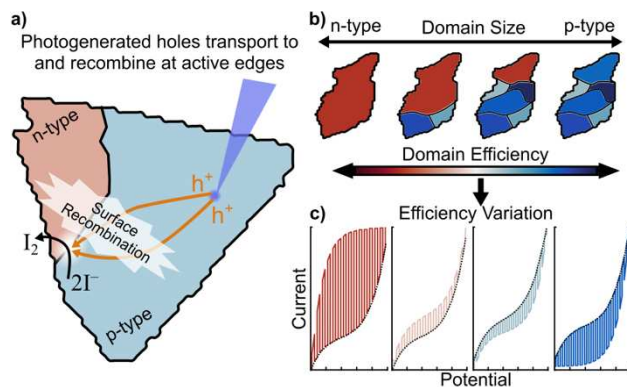 a)
Photogenerated holes transport to
and recombine at active edges
n-type
h⁺
h⁺
Surface
Recombination
I₂
2I⁻
p-type
b)
n-type
Domain Size
p-type
Domain Efficiency
c)
Efficiency Variation
Current
Potential